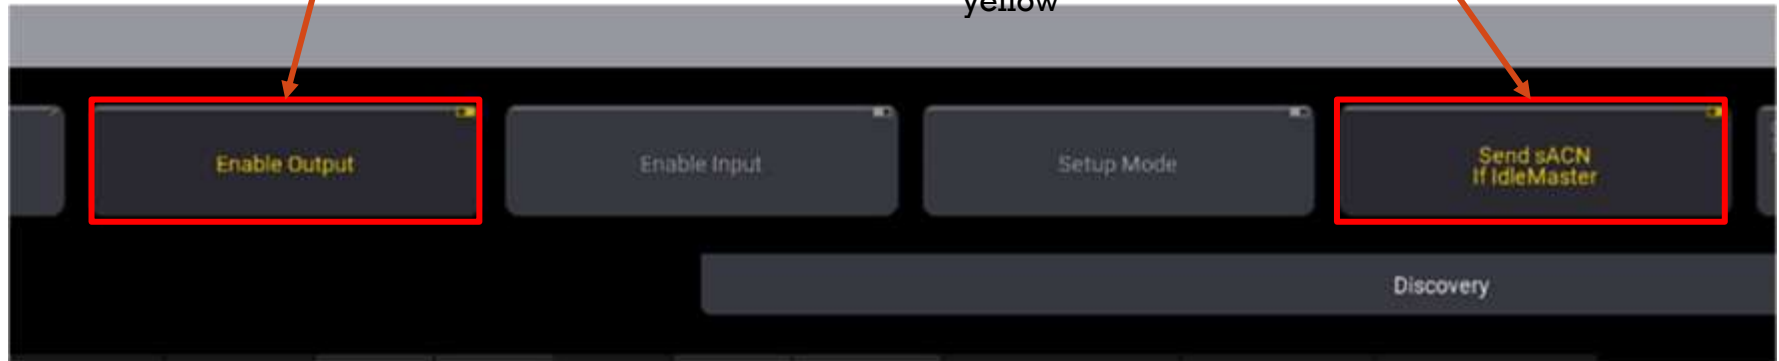 yellow
Enable Output
Enable Input
Setup Mode
Send sACN
If IdleMaster
Discovery